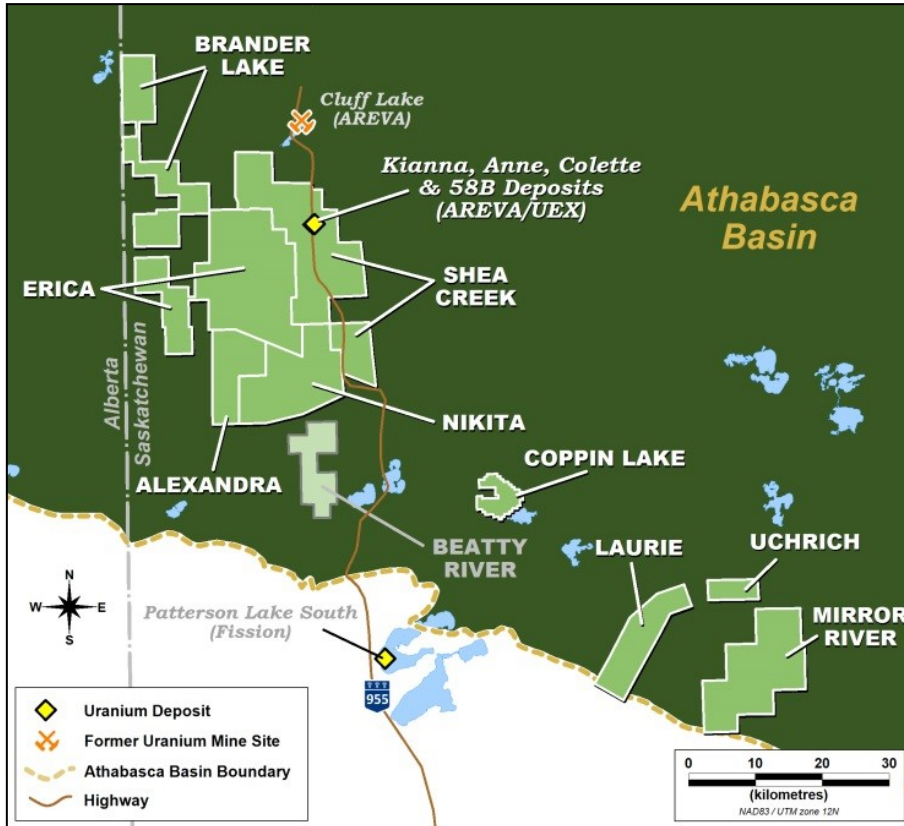 BRANDER
LAKE
Cluff Lake
(AREVA)
Kianna, Anne, Colette
& 58B Deposits
(AREVA/UEX)
Athabasca
Basin
ERICA
SHEA
CREEK
Alberta
Saskatchewan
NIKITA
ALEXANDRA
COPPIN LAKE
BEATTY
RIVER
LAURIE
UCHRICH
MIRROR
RIVER
N
W E
S
Patterson Lake South
(Fission)
955
Uranium Deposit
Former Uranium Mine Site
Athabasca Basin Boundary
Highway
0 10 20 30
(kilometres)
NAD83 / UTM zone 12N